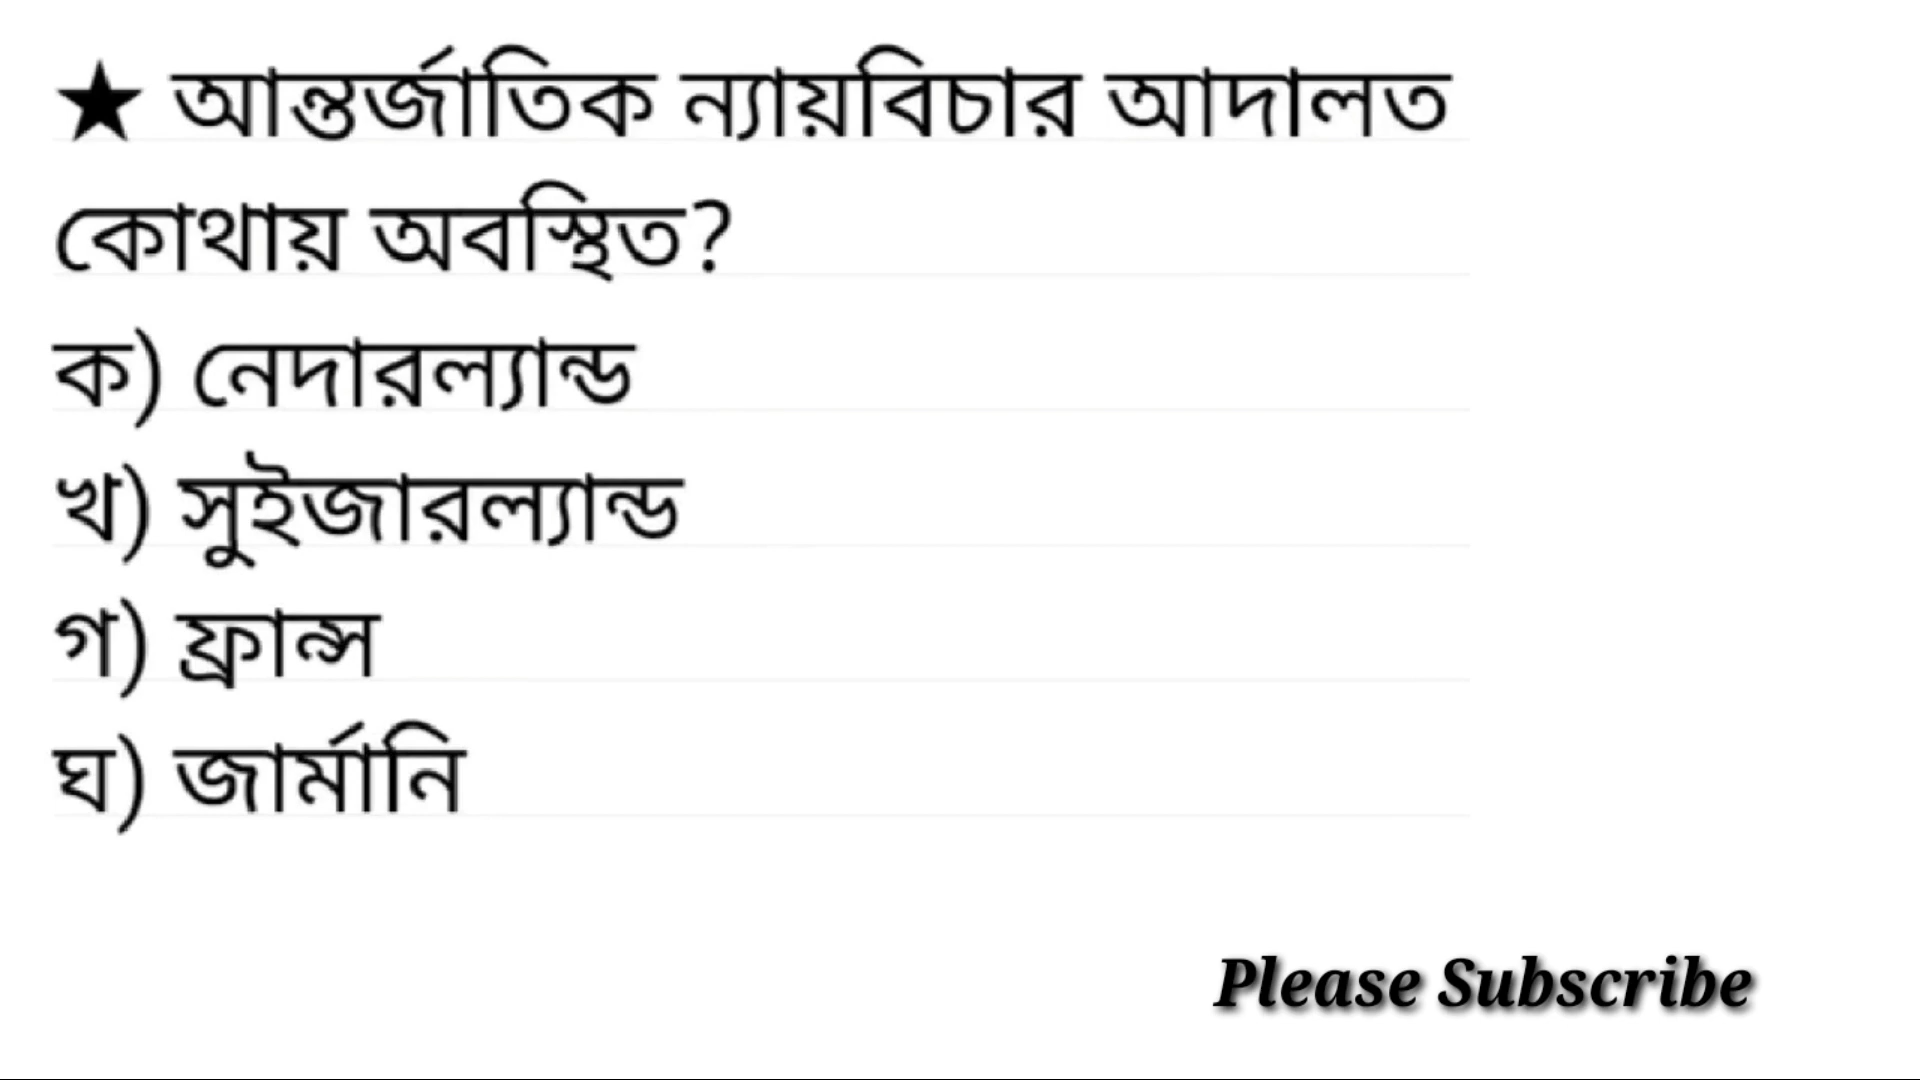 ★ আন্তর্জাতিক ন্যায়বিচার আদালত
কোথায় অবস্থিত?
ক) নেদারল্যান্ড
খ) সুইজারল্যান্ড
গ) ফ্রান্স
ঘ) জার্মানি
Please Subscribe